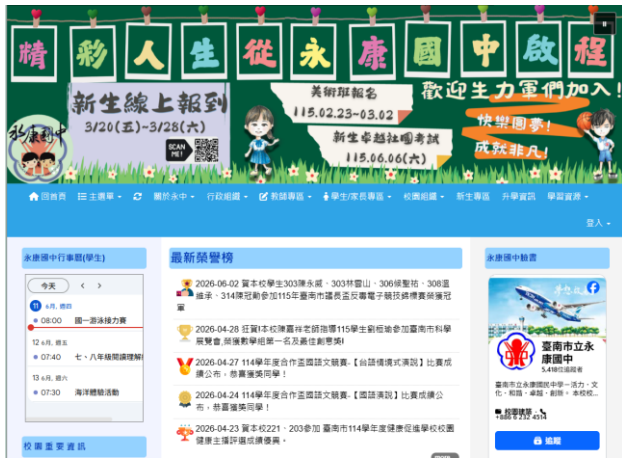 精彩人生從永康國中啟程
新生線上報到
3/20(五)-3/28(六)
SCAN
ME!
美術班報名
115.02.23-03.02
新生卓越社團考試
115.06.06(六)
歡迎生力軍們加入!
快樂圓夢!
成就非凡!
永康國中
回首頁 主選單 關於永中 行政組織 教師專區 學生/家長專區 校園組織 新生專區 升學資訊 學習資源
登入
永康國中行事曆(學生)
今天
11 6月, 週四
08:00 國一游泳接力賽
12 6月, 週五
07:40 七、八年級閱讀理解
13 6月, 週六
07:30 海洋體驗活動
校園重要資訊
最新榮譽榜
2026-06-02 賀本校學生303陳永威、303林雲山、306侯聖祐、308溫
維承、314陳冠勳參加115年臺南市議長盃反毒電子競技錦標賽榮獲冠
軍
2026-04-28 狂賀!本校陳嘉祥老師指導115學生劉恒瑜參加臺南市科學
展覽會,榮獲數學組第一名及最佳創意獎!
2026-04-27 114學年度合作盃國語文競賽-【台語情境式演說】比賽成
績公布,恭喜獲獎同學!
2026-04-24 114學年度合作盃國語文競賽-【國語演說】比賽成績公
布,恭喜獲獎同學!
2026-04-23 賀本校221、203參加 臺南市114學年度健康促進學校校園
健康主播評選成績優異。
more...
永康國中臉書
臺南市立永
康國中
5,418位追蹤者
臺南市立永康國民中學－活力、文
化、和諧、卓越、創新。 本校校...
校園建築
+886 6 232 4514
追蹤